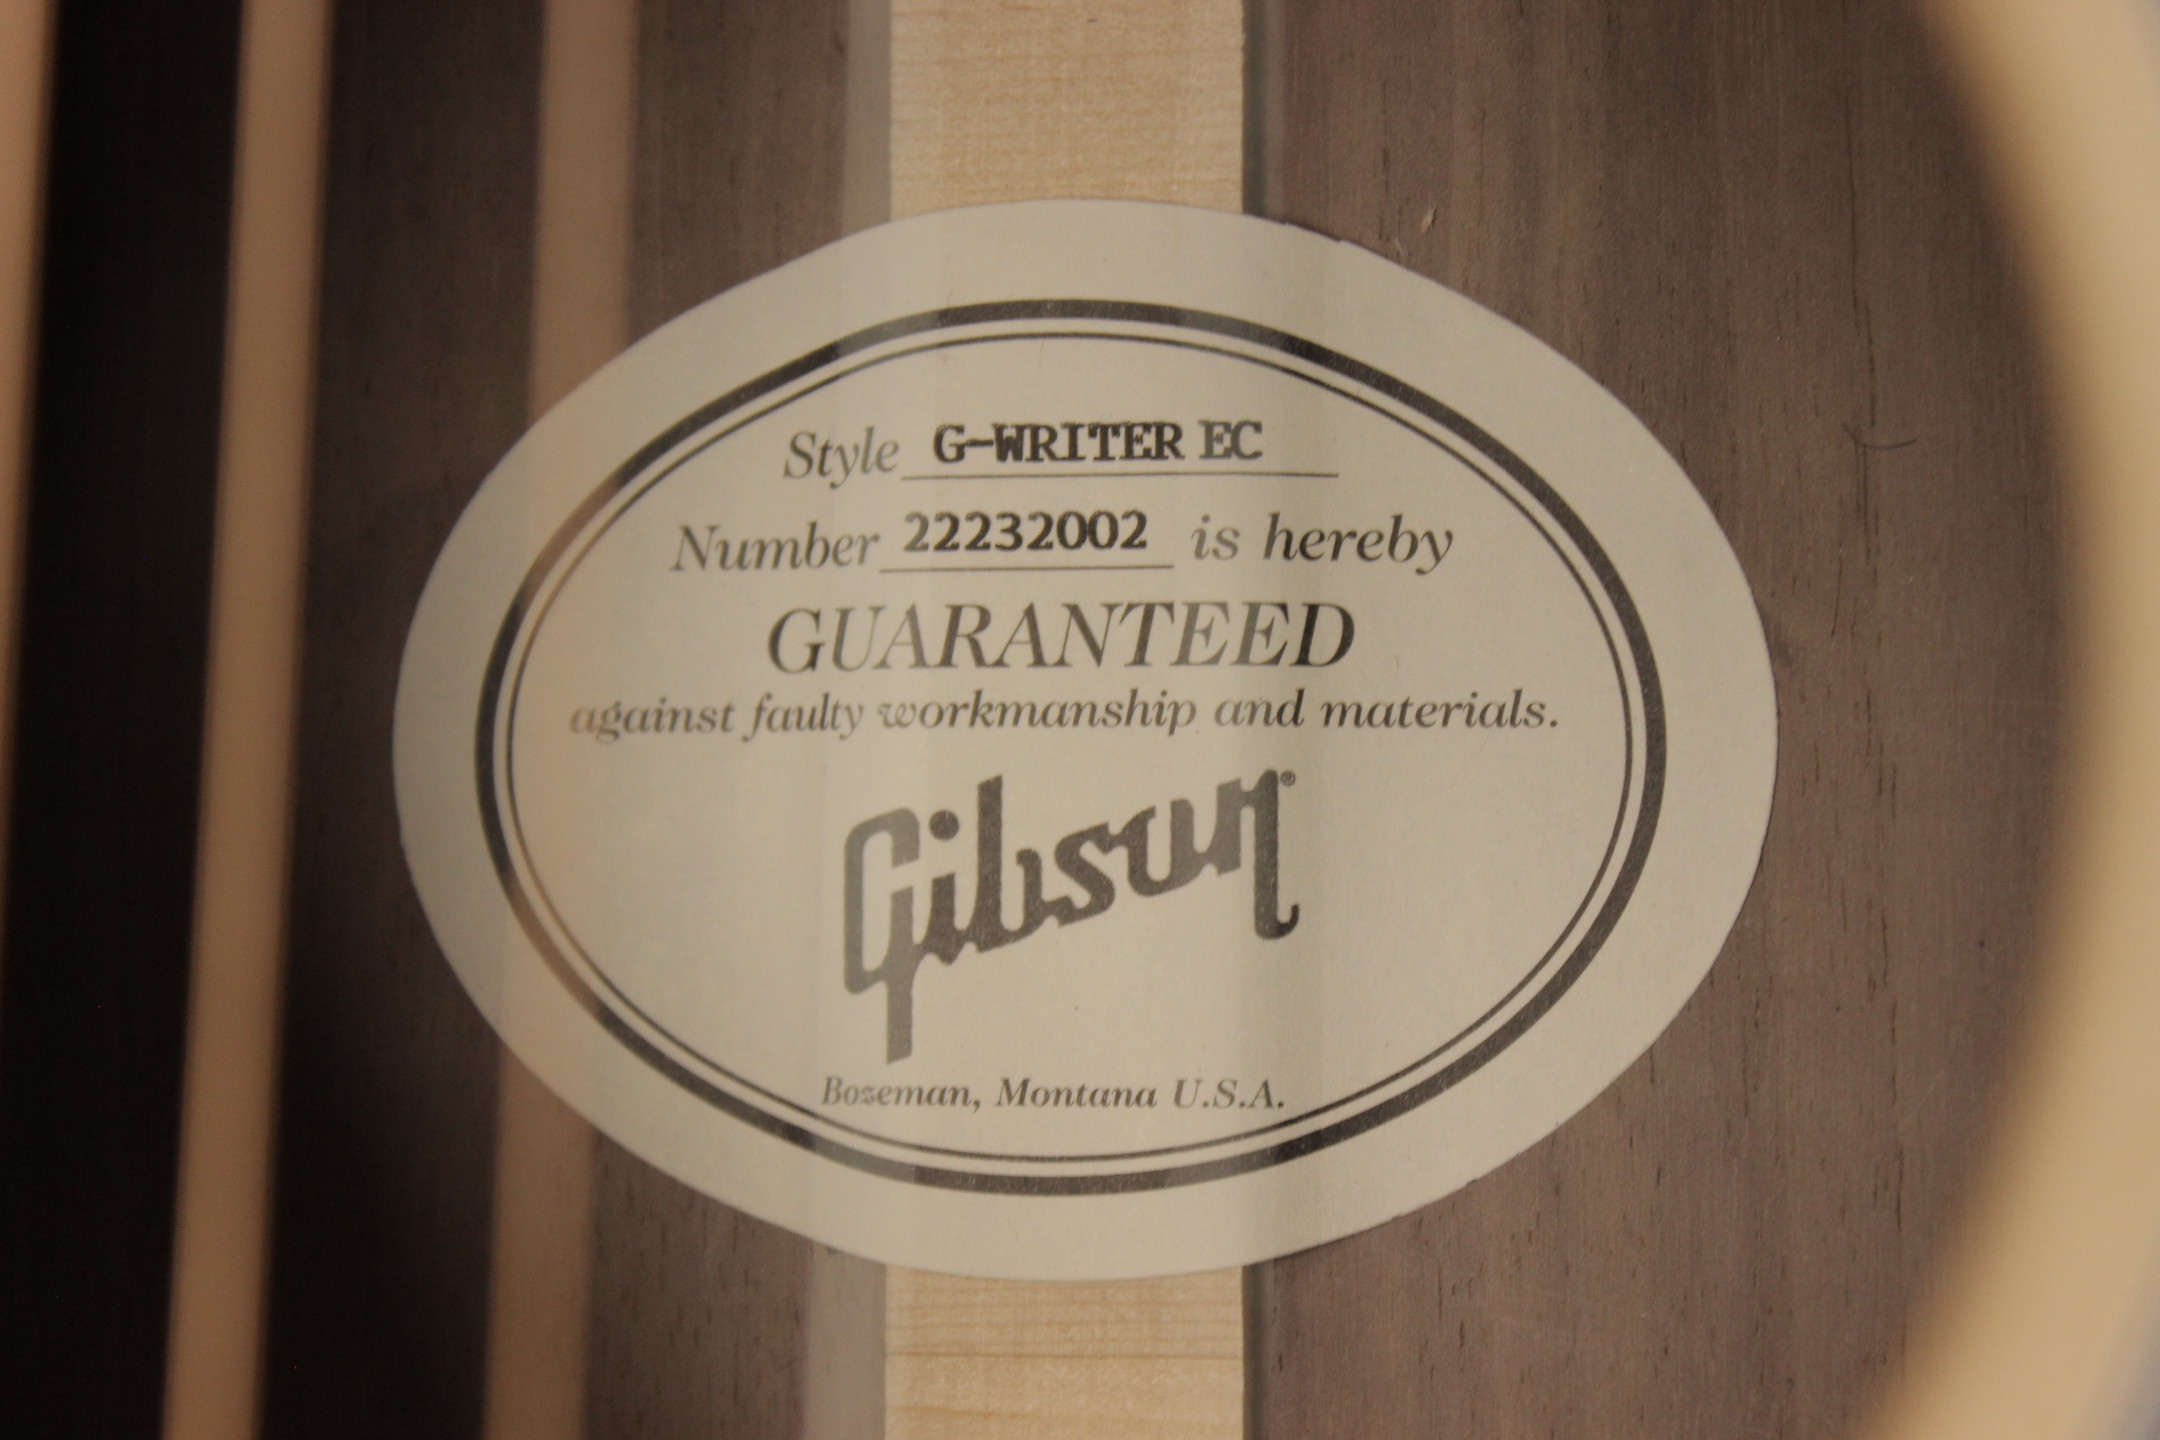 Style G-WRITER EC
Number 22232002 is hereby
GUARANTEED
against faulty workmanship and materials.
Gibson®
Bozeman, Montana U.S.A.